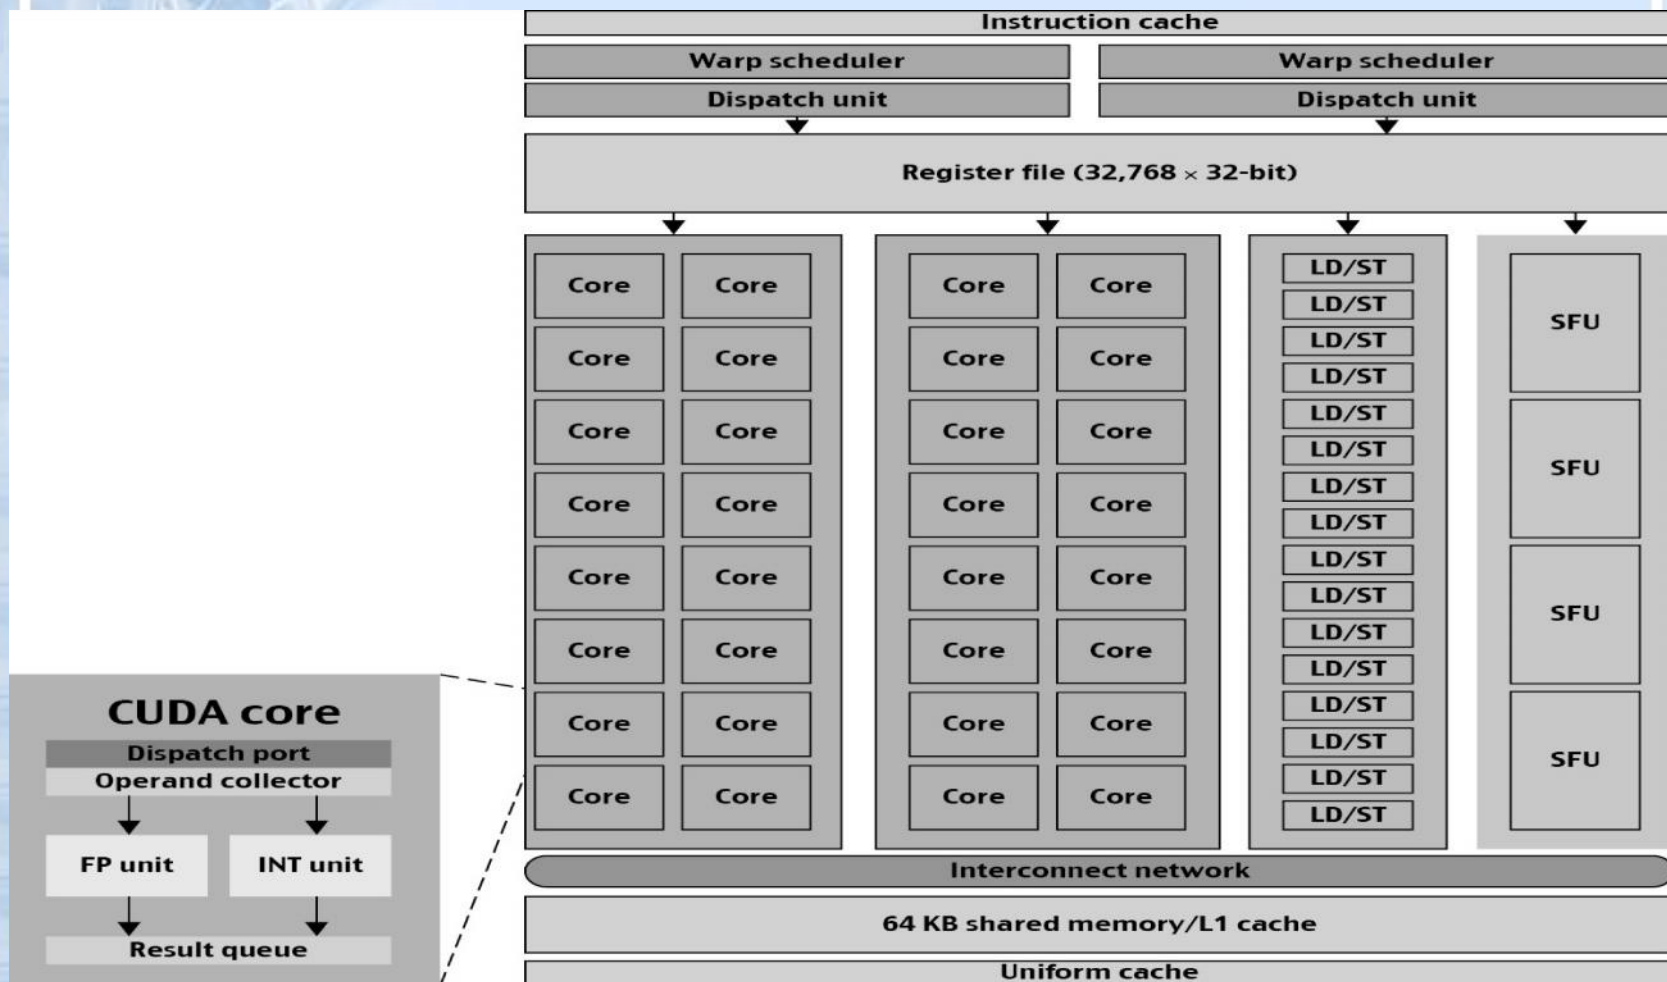 Instruction cache
Warp scheduler Warp scheduler
Dispatch unit Dispatch unit
Register file (32,768 × 32-bit)
Core Core Core Core LD/ST SFU
LD/ST
Core Core Core Core LD/ST
LD/ST
Core Core Core Core LD/ST SFU
LD/ST
Core Core Core Core LD/ST
LD/ST
Core Core Core Core LD/ST SFU
LD/ST
Core Core Core Core LD/ST
LD/ST
Core Core Core Core LD/ST SFU
LD/ST
Core Core Core Core LD/ST
LD/ST
Interconnect network
64 KB shared memory/L1 cache
Uniform cache
CUDA core
Dispatch port
Operand collector
FP unit INT unit
Result queue